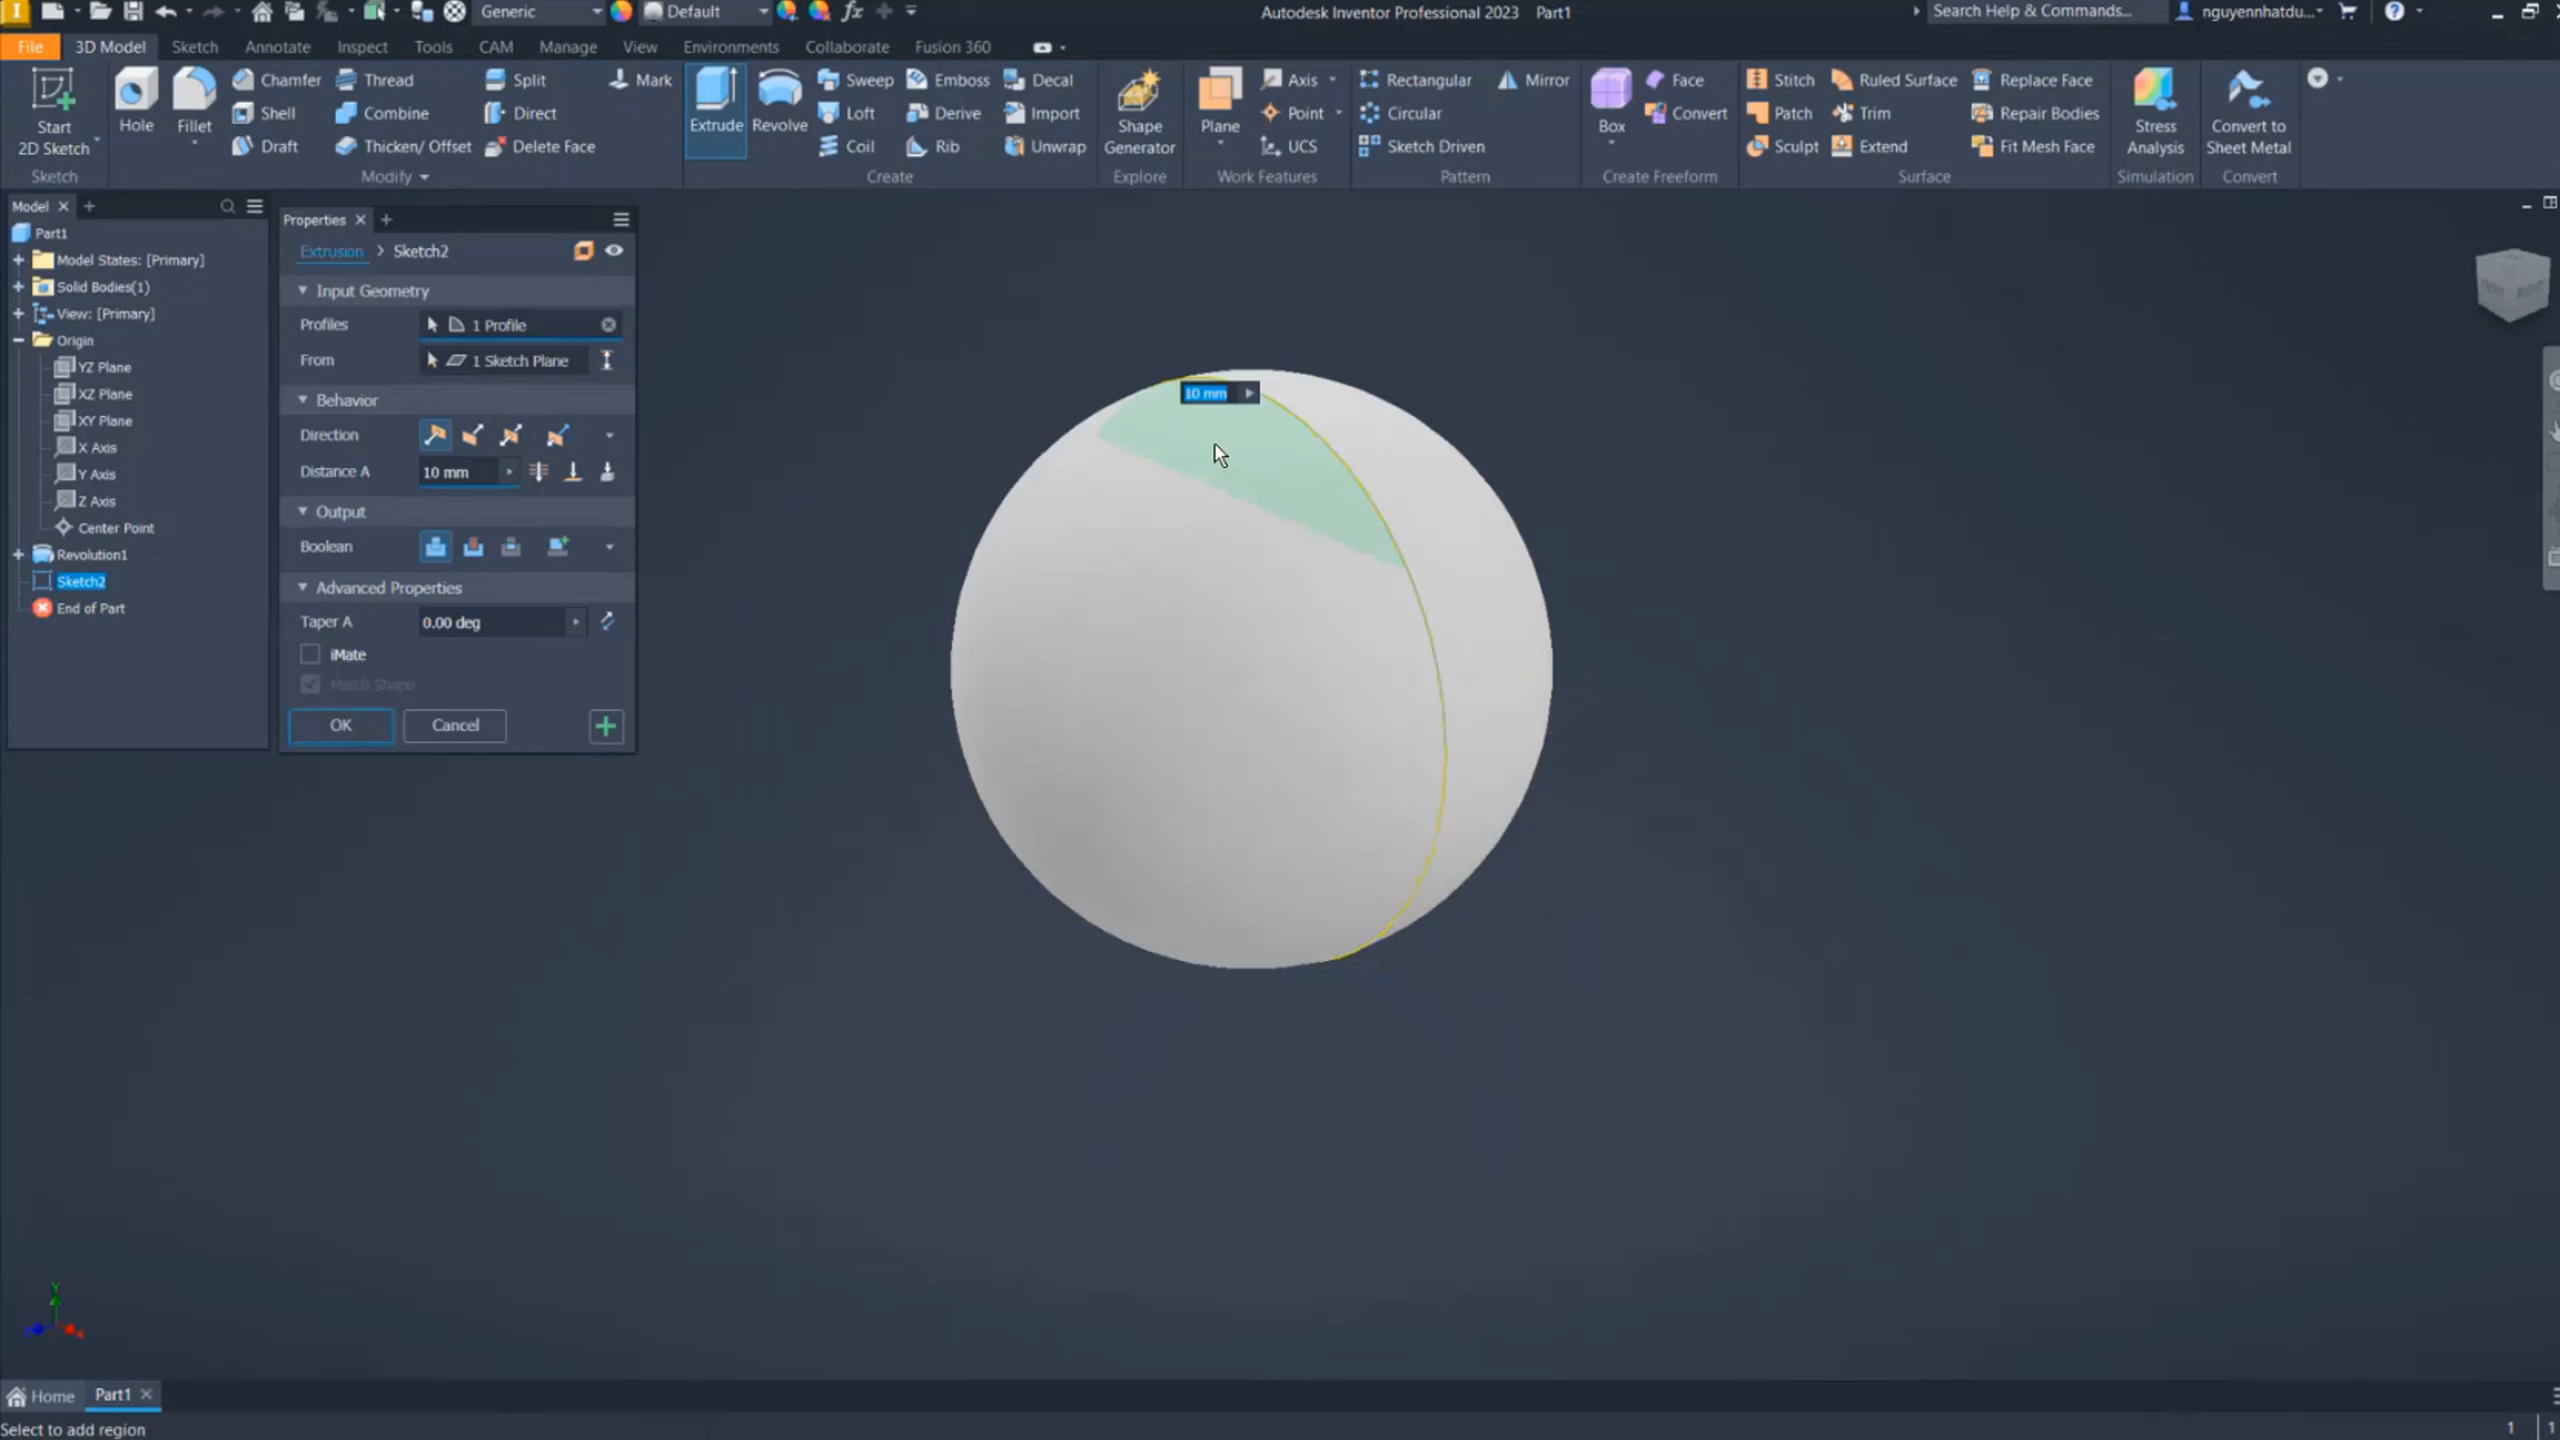 Generic
Default
Autodesk Inventor Professional 2023 Part1
Search Help & Commands...
nguyennhatdu...
File
3D Model
Sketch
Annotate
Inspect
Tools
CAM
Manage
View
Environments
Collaborate
Fusion 360
Start
2D Sketch
Sketch
Hole
Fillet
Chamfer
Shell
Draft
Thread
Combine
Thicken/ Offset
Split
Direct
Delete Face
Mark
Modify
Extrude
Revolve
Sweep
Loft
Coil
Emboss
Derive
Rib
Decal
Import
Unwrap
Create
Shape
Generator
Explore
Plane
Axis
Point
UCS
Work Features
Rectangular
Circular
Sketch Driven
Mirror
Pattern
Box
Face
Convert
Create Freeform
Stitch
Patch
Sculpt
Ruled Surface
Trim
Extend
Replace Face
Repair Bodies
Fit Mesh Face
Surface
Stress
Analysis
Simulation
Convert to
Sheet Metal
Convert
Model
Part1
Model States: [Primary]
Solid Bodies(1)
View: [Primary]
Origin
YZ Plane
XZ Plane
XY Plane
X Axis
Y Axis
Z Axis
Center Point
Revolution1
Sketch2
End of Part
Properties
Extrusion > Sketch2
Input Geometry
Profiles 1 Profile
From 1 Sketch Plane
Behavior
Direction
Distance A 10 mm
Output
Boolean
Advanced Properties
Taper A 0.00 deg
iMate
Match Shape
OK
Cancel
10 mm
Home
Part1
Select to add region
1
1